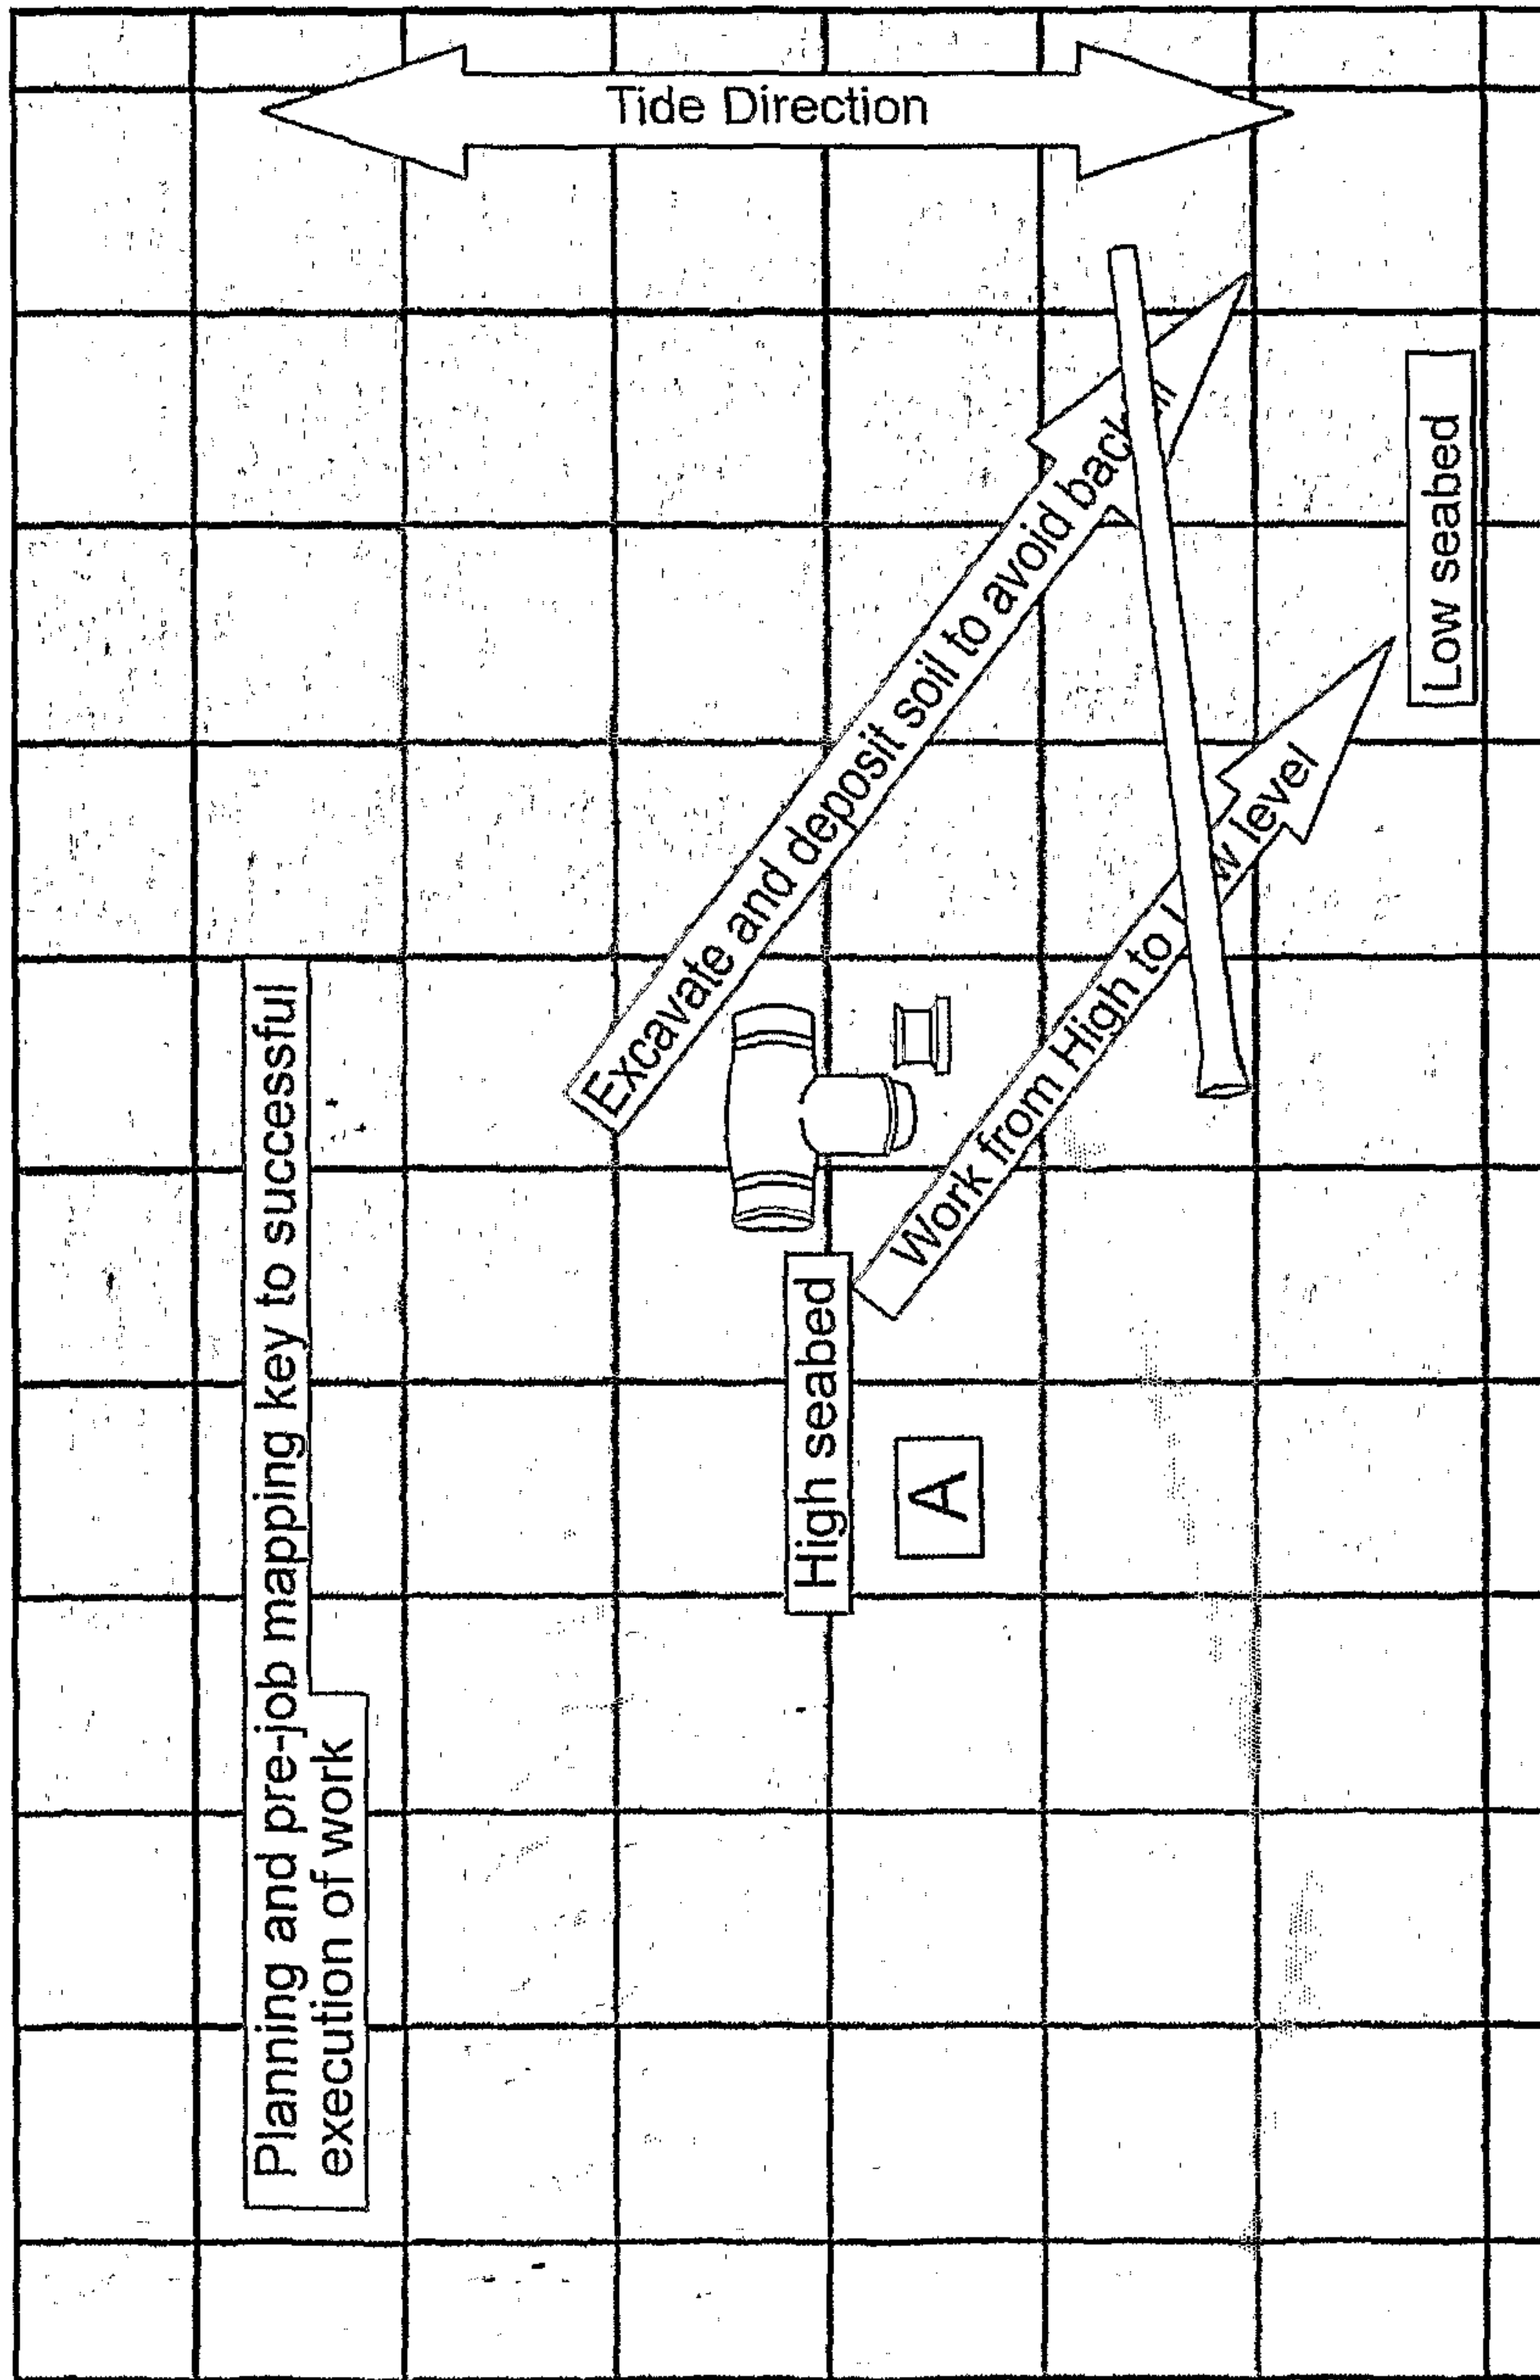 Tide Direction
Planning and pre-job mapping key to successful
execution of work
Excavate and deposit soil to avoid
Work from High to
level
High seabed
Low seabed
A